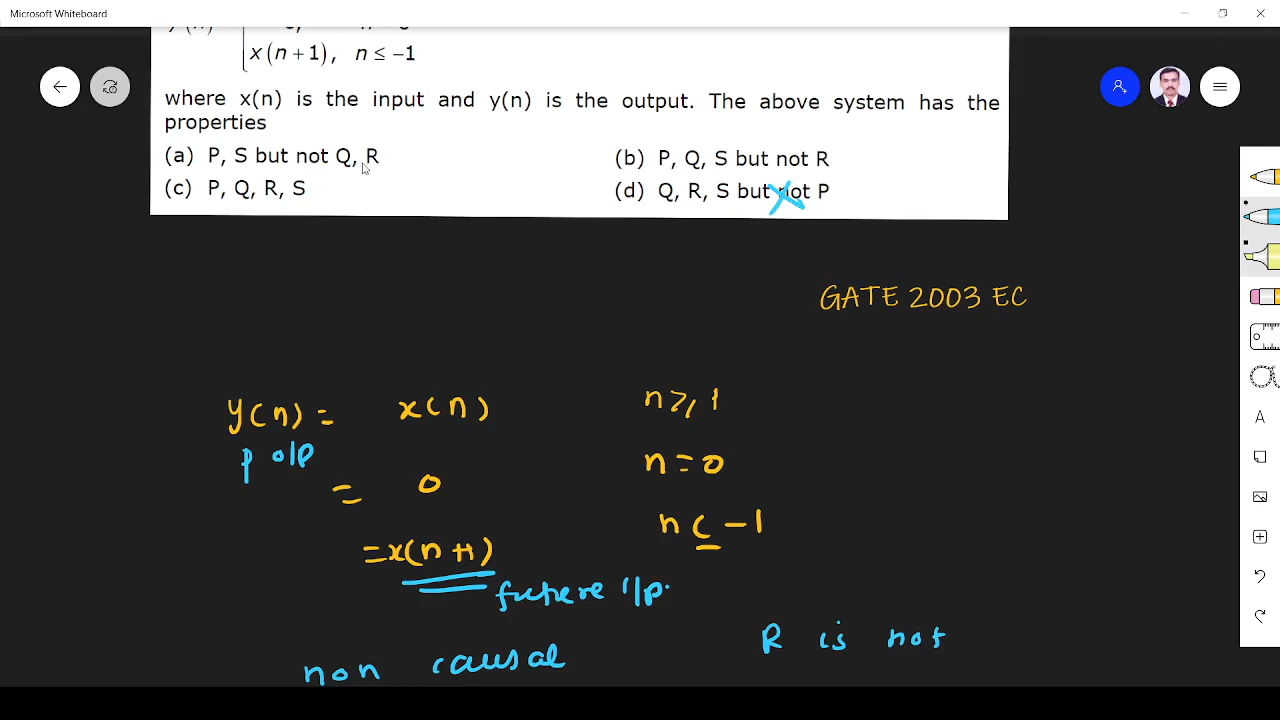 Microsoft Whiteboard
x(n+1), n ≤ −1
where x(n) is the input and y(n) is the output. The above system has the
properties
(a) P, S but not Q, R
(b) P, Q, S but not R
(c) P, Q, R, S
(d) Q, R, S but not P
GATE 2003 EC
y(n) = x(n) n ≥ 1
p o/p
= 0 n = 0
= x(n+1) n ≤ -1
future i/p.
non causal
R is not